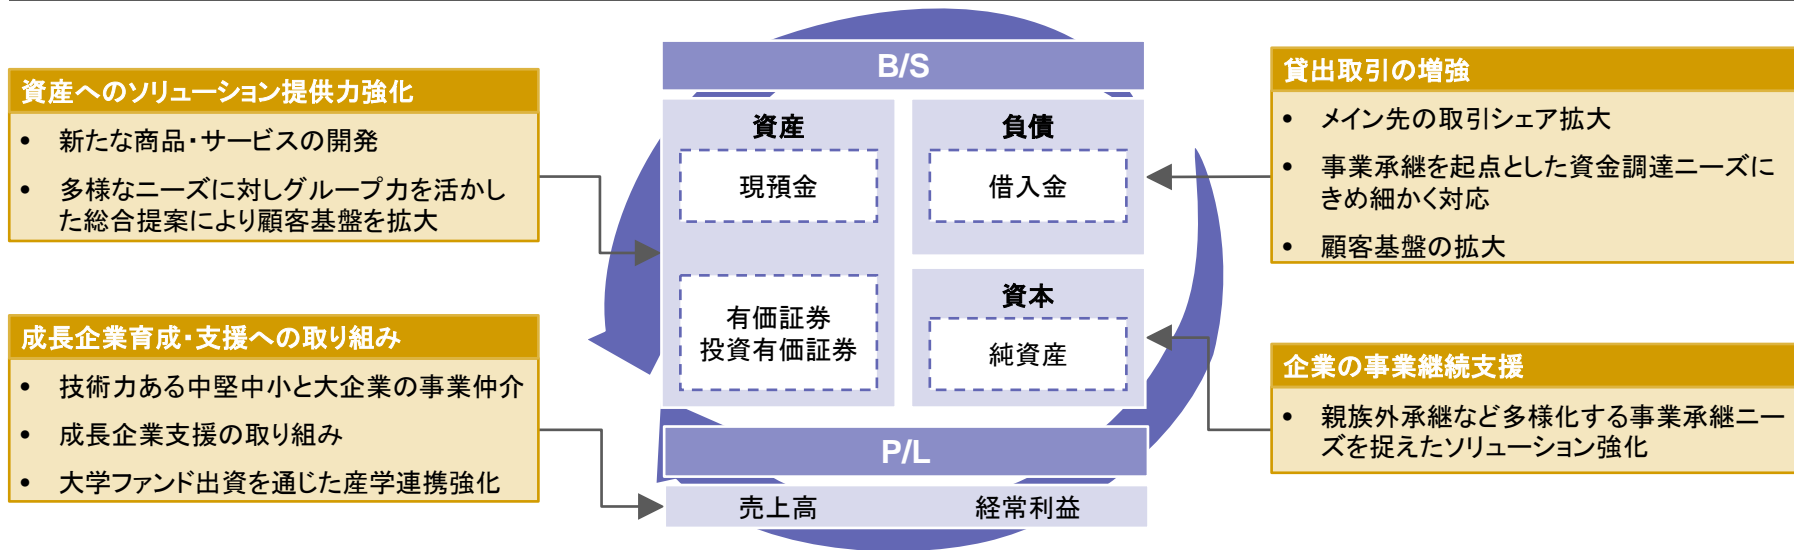 資産へのソリューション提供力強化
• 新たな商品・サービスの開発
• 多様なニーズに対しグループ力を活かし
た総合提案により顧客基盤を拡大
成長企業育成・支援への取り組み
• 技術力ある中堅中小と大企業の事業仲介
• 成長企業支援の取り組み
• 大学ファンド出資を通じた産学連携強化
B/S
資産
現預金
有価証券
投資有価証券
負債
借入金
資本
純資産
P/L
売上高 経常利益
貸出取引の増強
• メイン先の取引シェア拡大
• 事業承継を起点とした資金調達ニーズに
きめ細かく対応
• 顧客基盤の拡大
企業の事業継続支援
• 親族外承継など多様化する事業承継ニー
ズを捉えたソリューション強化